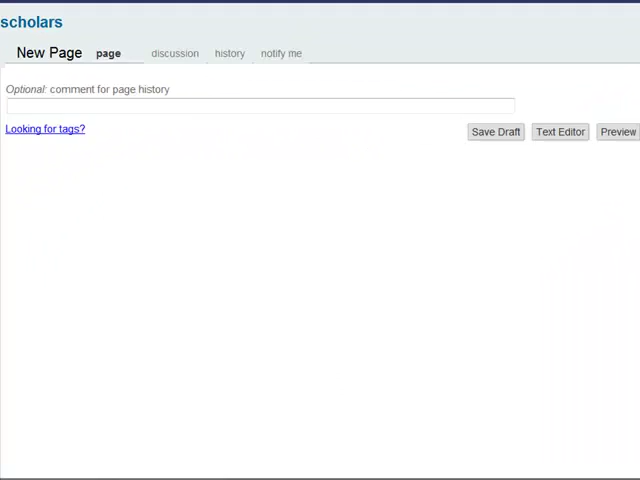 scholars
New Page page discussion history notify me
Optional: comment for page history
Looking for tags? Save Draft Text Editor Preview